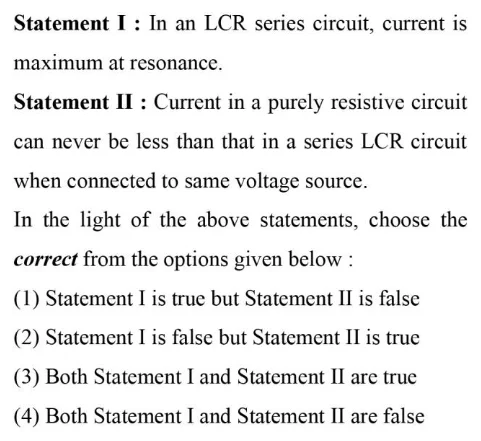 Statement I : In an LCR series circuit, current is
maximum at resonance.
Statement II : Current in a purely resistive circuit
can never be less than that in a series LCR circuit
when connected to same voltage source.
In the light of the above statements, choose the
correct from the options given below :
(1) Statement I is true but Statement II is false
(2) Statement I is false but Statement II is true
(3) Both Statement I and Statement II are true
(4) Both Statement I and Statement II are false